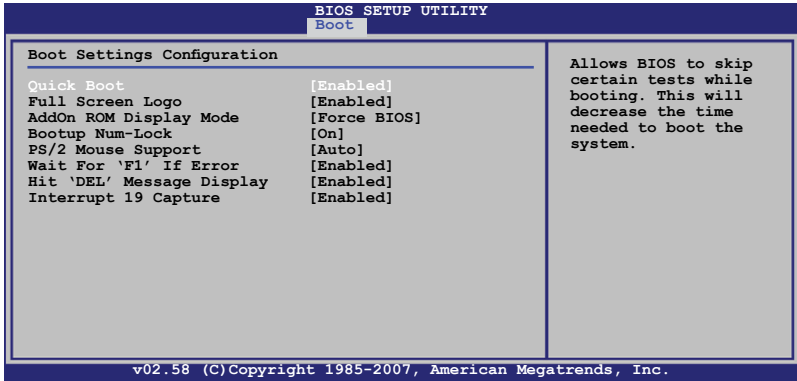 BIOS SETUP UTILITY
Boot
Boot Settings Configuration
Quick Boot [Enabled]
Full Screen Logo [Enabled]
AddOn ROM Display Mode [Force BIOS]
Bootup Num-Lock [On]
PS/2 Mouse Support [Auto]
Wait For ‘F1’ If Error [Enabled]
Hit ‘DEL’ Message Display [Enabled]
Interrupt 19 Capture [Enabled]
Allows BIOS to skip
certain tests while
booting. This will
decrease the time
needed to boot the
system.
v02.58 (C)Copyright 1985-2007, American Megatrends, Inc.